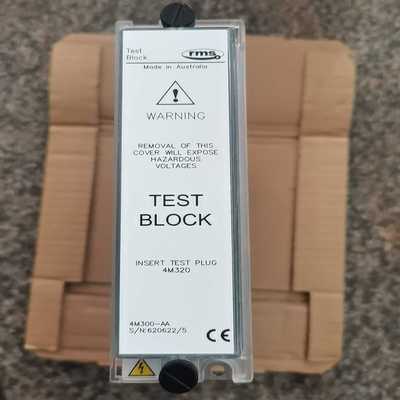 Test
Block
rms
Made in Australia
WARNING
REMOVAL OF THIS
COVER WILL EXPOSE
HAZARDOUS
VOLTAGES
TEST
BLOCK
INSERT TEST PLUG
4M320
4M300-AA
S/N:620622/5
CE